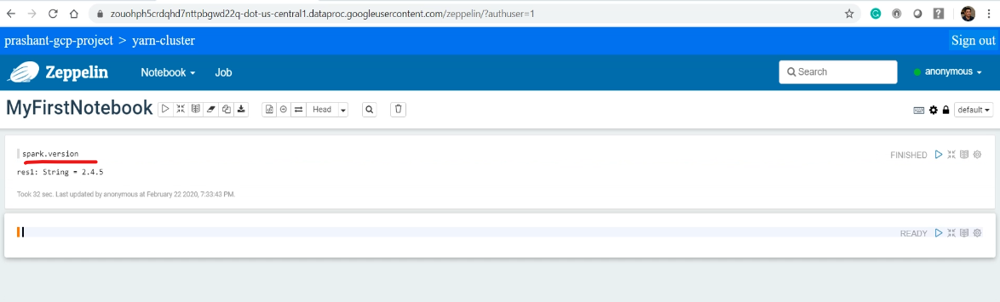 zouohph5crdqhd7nttpbgwd22q-dot-us-central1.dataproc.googleusercontent.com/zeppelin/?authuser=1
prashant-gcp-project > yarn-cluster Sign out
Zeppelin Notebook Job Search anonymous
MyFirstNotebook Head default
spark.version FINISHED
res1: String = 2.4.5
Took 32 sec. Last updated by anonymous at February 22 2020, 7:33:43 PM.
READY